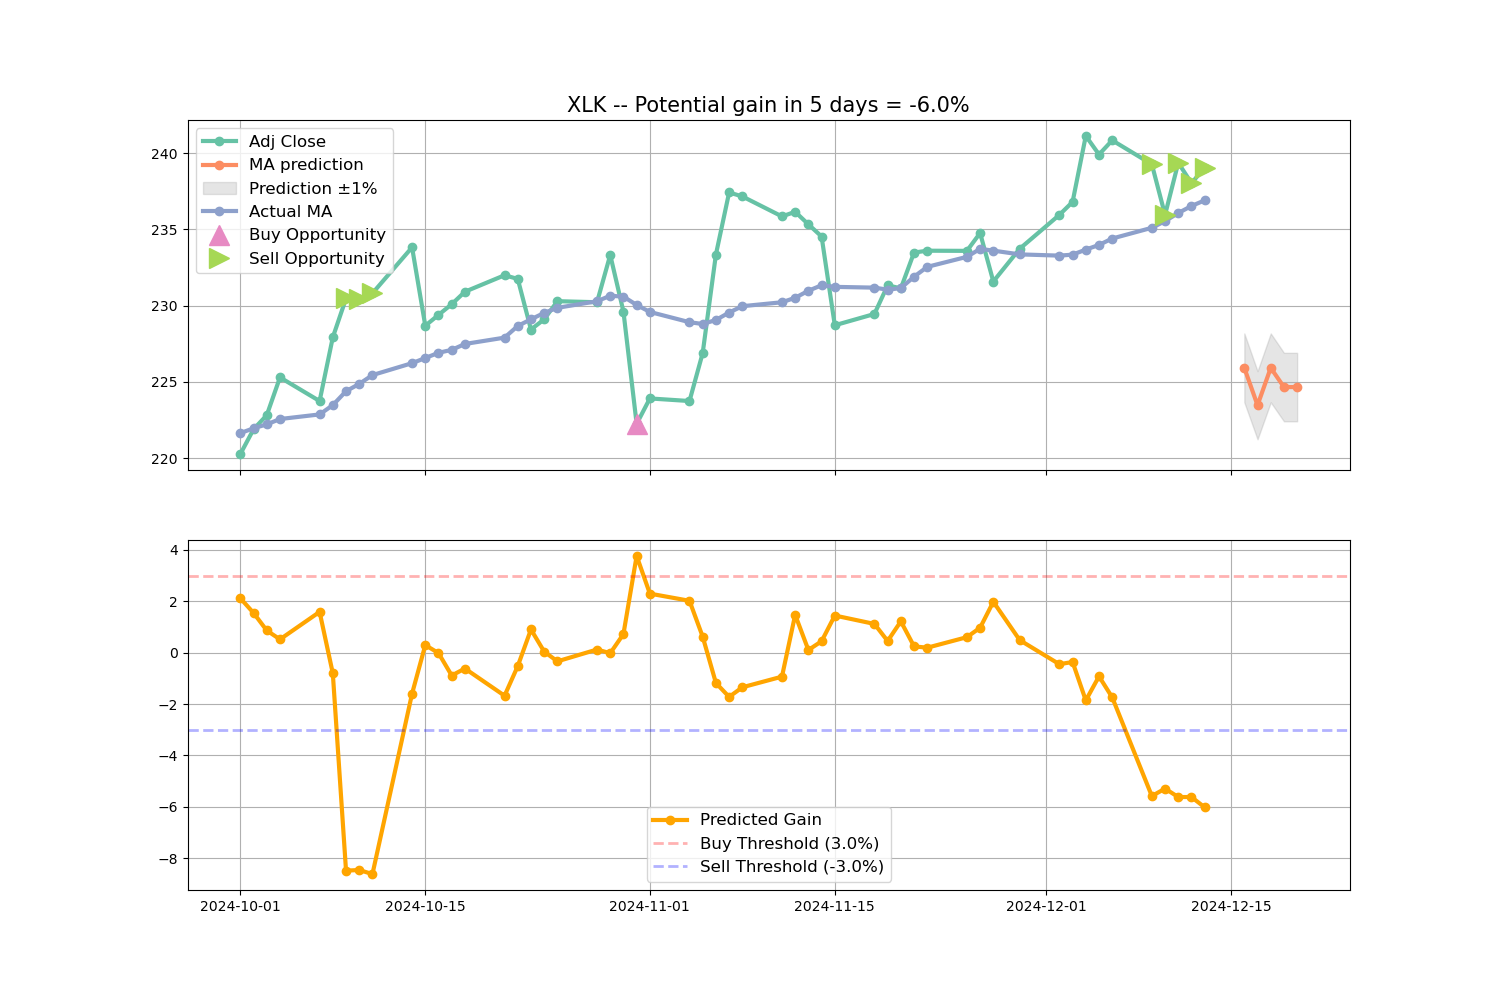 XLK -- Potential gain in 5 days = -6.0%
Adj Close
MA prediction
Prediction ±1%
Actual MA
Buy Opportunity
Sell Opportunity
240
235
230
225
220
4
2
0
−2
−4
−6
−8
Predicted Gain
Buy Threshold (3.0%)
Sell Threshold (-3.0%)
2024-10-01
2024-10-15
2024-11-01
2024-11-15
2024-12-01
2024-12-15